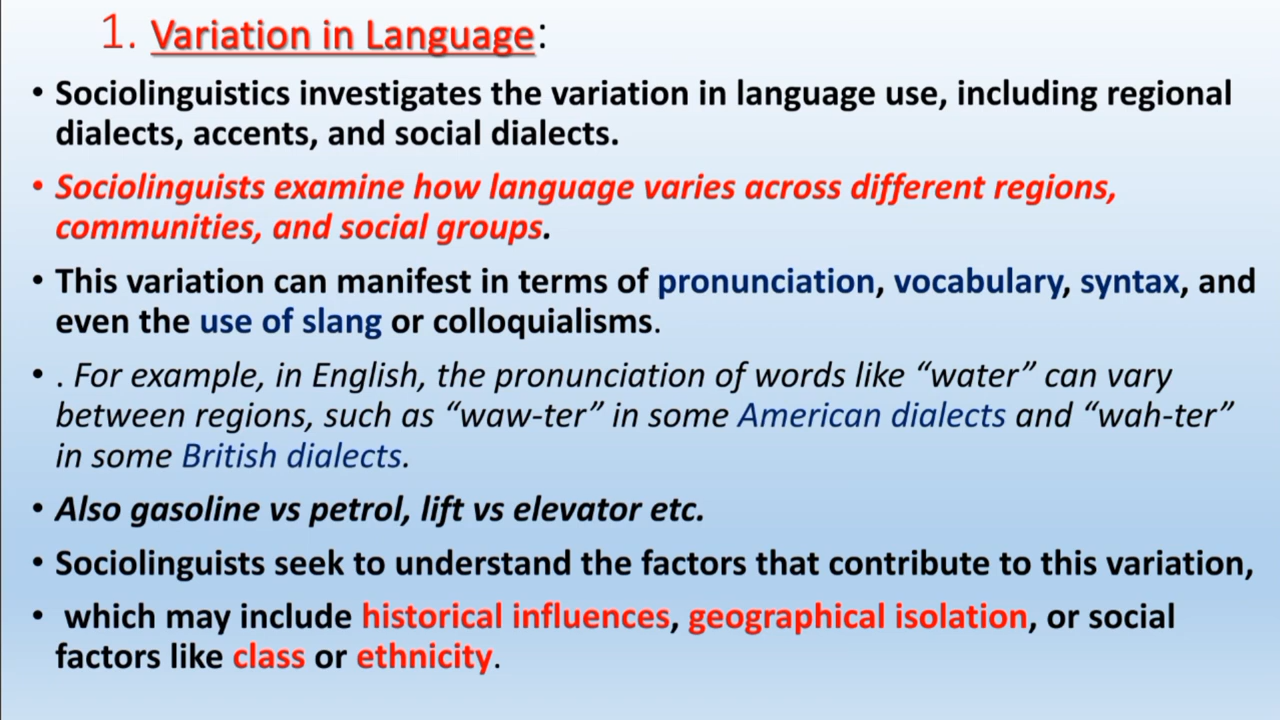 1. Variation in Language:
• Sociolinguistics investigates the variation in language use, including regional
dialects, accents, and social dialects.
• Sociolinguists examine how language varies across different regions,
communities, and social groups.
• This variation can manifest in terms of pronunciation, vocabulary, syntax, and
even the use of slang or colloquialisms.
• . For example, in English, the pronunciation of words like “water” can vary
between regions, such as “waw-ter” in some American dialects and “wah-ter”
in some British dialects.
• Also gasoline vs petrol, lift vs elevator etc.
• Sociolinguists seek to understand the factors that contribute to this variation,
• which may include historical influences, geographical isolation, or social
factors like class or ethnicity.